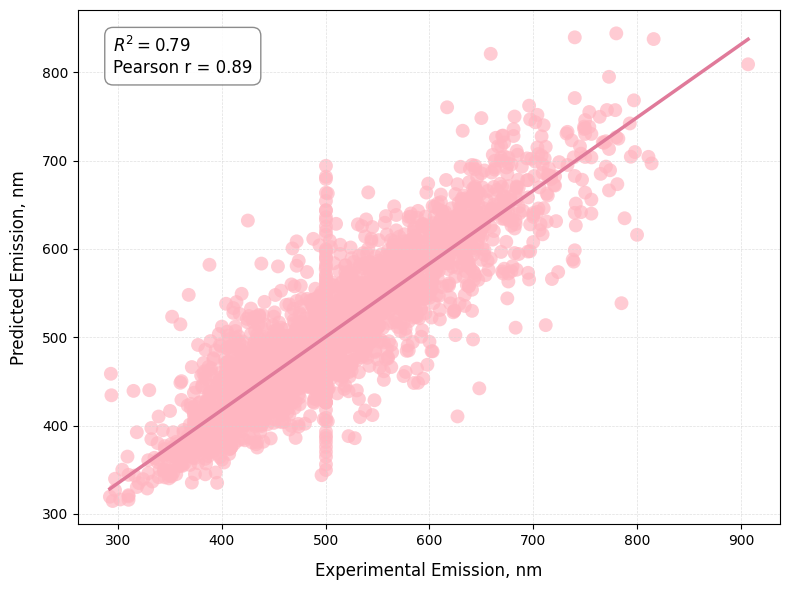 R² = 0.79
Pearson r = 0.89
800
700
600
500
400
300
Predicted Emission, nm
300 400 500 600 700 800 900
Experimental Emission, nm